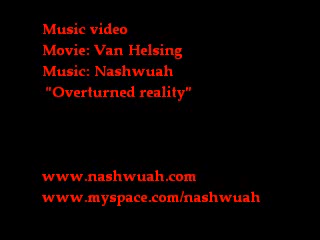 Music video
Movie: Van Helsing
Music: Nashwuah
"Overturned reality"
www.nashwuah.com
www.myspace.com/nashwuah